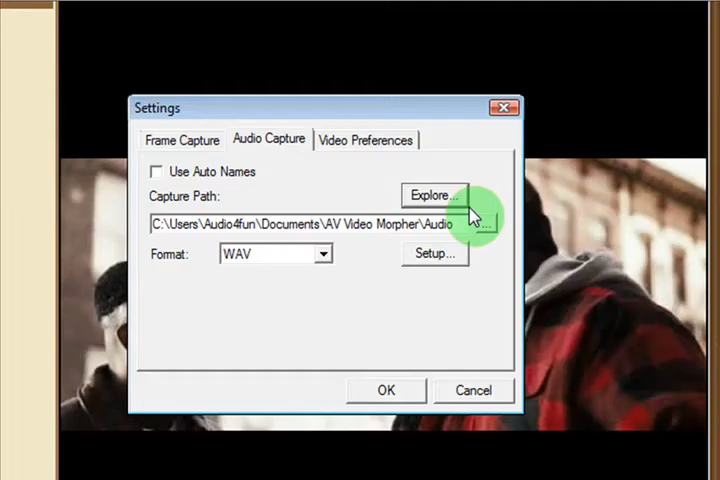 Settings
Frame Capture Audio Capture Video Preferences
Use Auto Names
Capture Path: Explore...
C:\Users\Audio4fun\Documents\AV Video Morpher\Audio ...
Format: WAV Setup...
OK Cancel